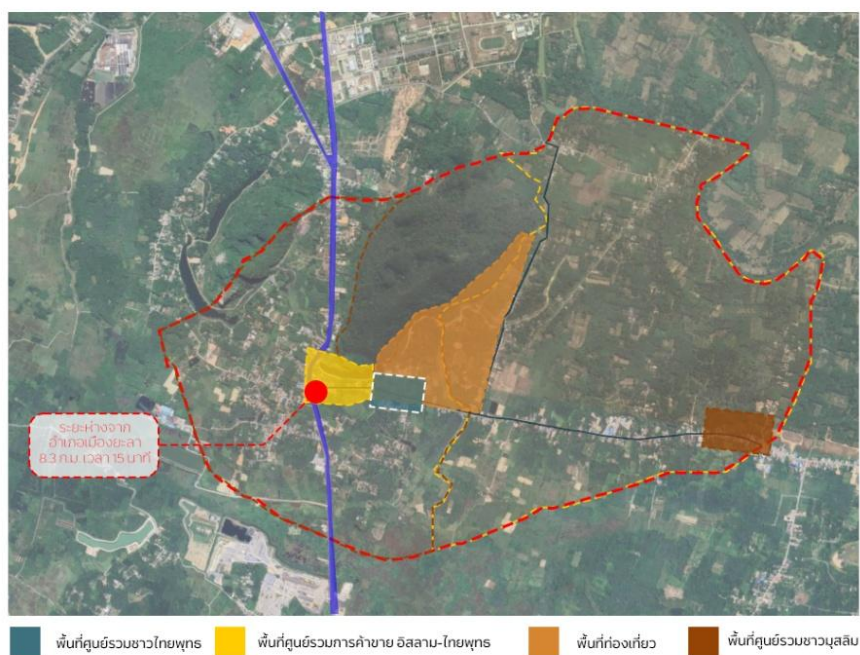 ระยะห่างจาก
อำเภอเมืองยะลา
8.3 ก.ม. เวลา 15 นาที
พื้นที่ศูนย์รวมชาวไทยพุทธ
พื้นที่ศูนย์รวมการค้าขาย อิสลาม-ไทยพุทธ
พื้นที่ท่องเที่ยว
พื้นที่ศูนย์รวมชาวมุสลิม